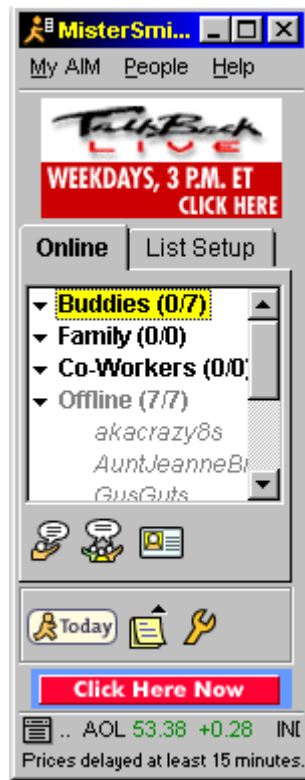 MisterSmi...
My AIM People Help
TalkBack
LIVE
WEEKDAYS, 3 P.M. ET
CLICK HERE
Online List Setup
Buddies (0/7)
Family (0/0)
Co-Workers (0/0)
Offline (7/7)
akacrazy8s
AuntJeanneBr
GusGuts
Today
Click Here Now
.. AOL 53.38 +0.28 IND
Prices delayed at least 15 minutes.